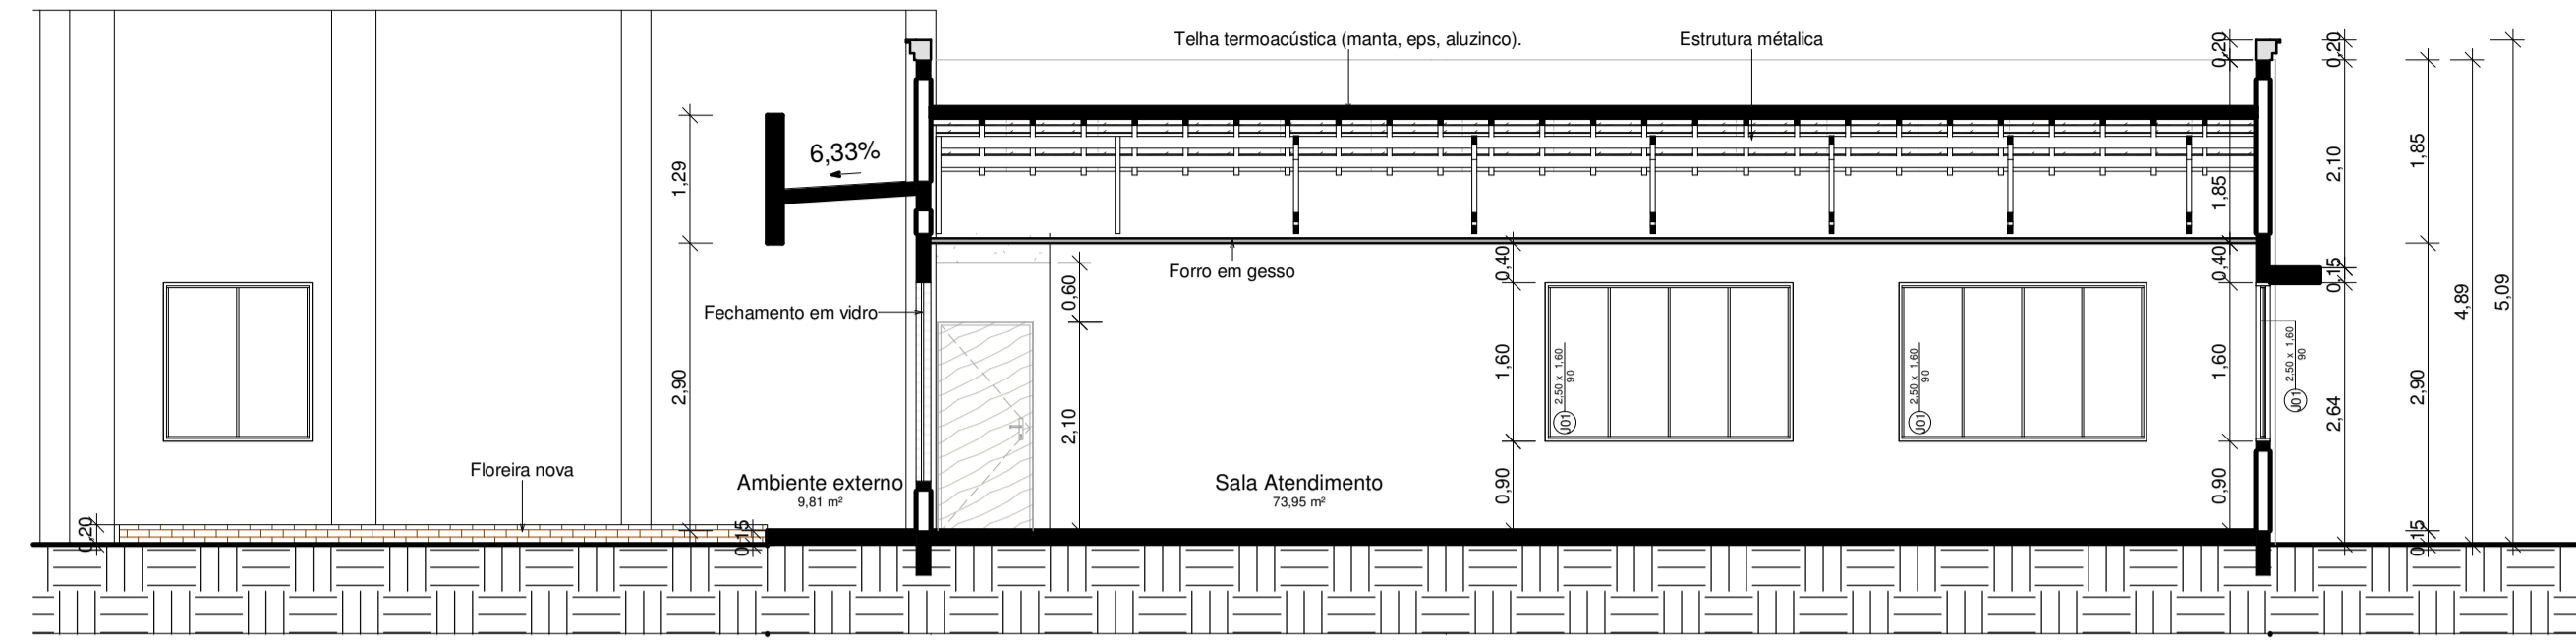 Telha termoacústica (manta, eps, aluzinco).
Estrutura métalica
0,20
0,20
6,33%
1,29
1,85
2,10
1,85
Forro em gesso
0,40
0,40
0,15
0,60
Fechamento em vidro
4,89
5,09
2,90
2,10
1,60
J01
2,50 x 1,60
90
J01
2,50 x 1,60
90
1,60
J01
2,50 x 1,60
90
2,64
2,90
Floreira nova
Ambiente externo
9,81 m²
Sala Atendimento
73,95 m²
0,90
0,90
0,20
0,15
0,15